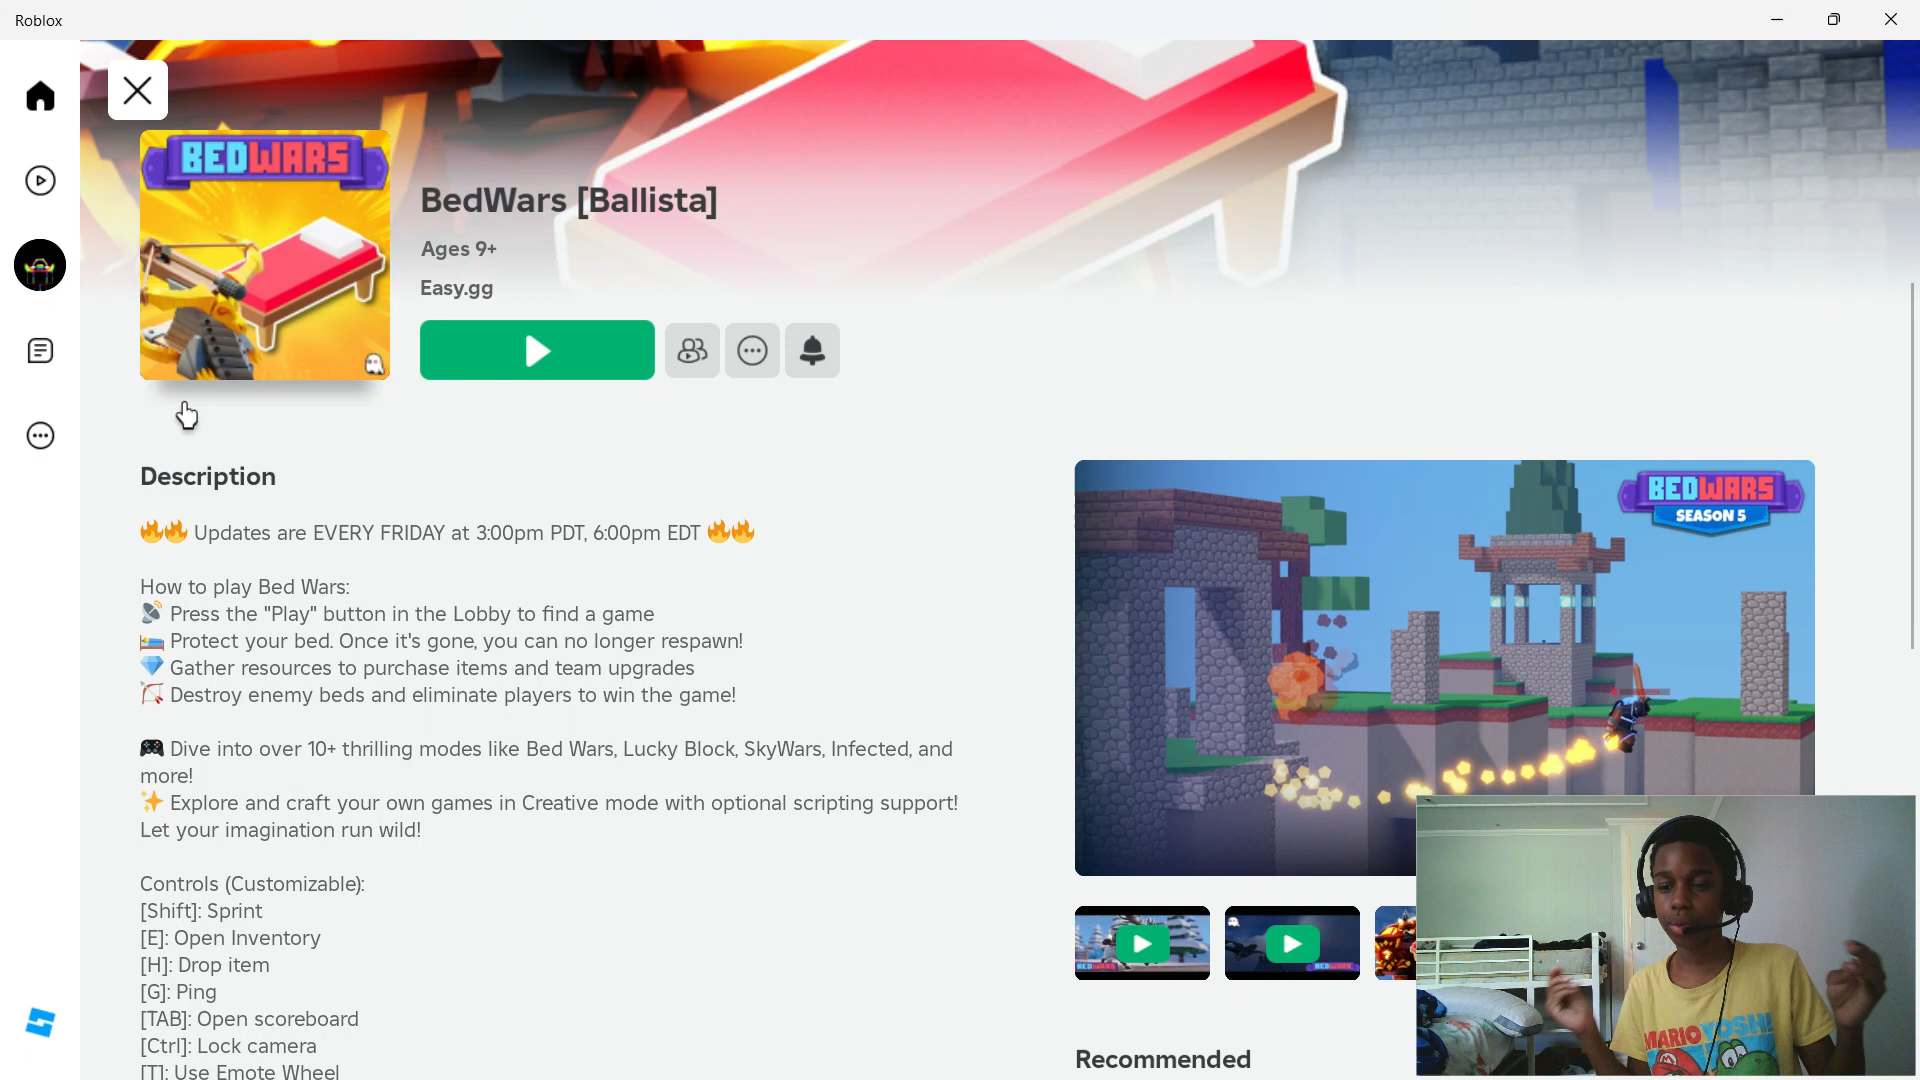 Roblox
BEDWARS
BedWars [Ballista]
Ages 9+
Easy.gg
Description
Updates are EVERY FRIDAY at 3:00pm PDT, 6:00pm EDT
How to play Bed Wars:
Press the "Play" button in the Lobby to find a game
Protect your bed. Once it's gone, you can no longer respawn!
Gather resources to purchase items and team upgrades
Destroy enemy beds and eliminate players to win the game!
Dive into over 10+ thrilling modes like Bed Wars, Lucky Block, SkyWars, Infected, and
more!
Explore and craft your own games in Creative mode with optional scripting support!
Let your imagination run wild!
Controls (Customizable):
[Shift]: Sprint
[E]: Open Inventory
[H]: Drop item
[G]: Ping
[TAB]: Open scoreboard
[Ctrl]: Lock camera
[T]: Use Emote Wheel
BEDWARS
SEASON 5
BEDWARS
BEDWARS
Recommended
MARIO YOSHI